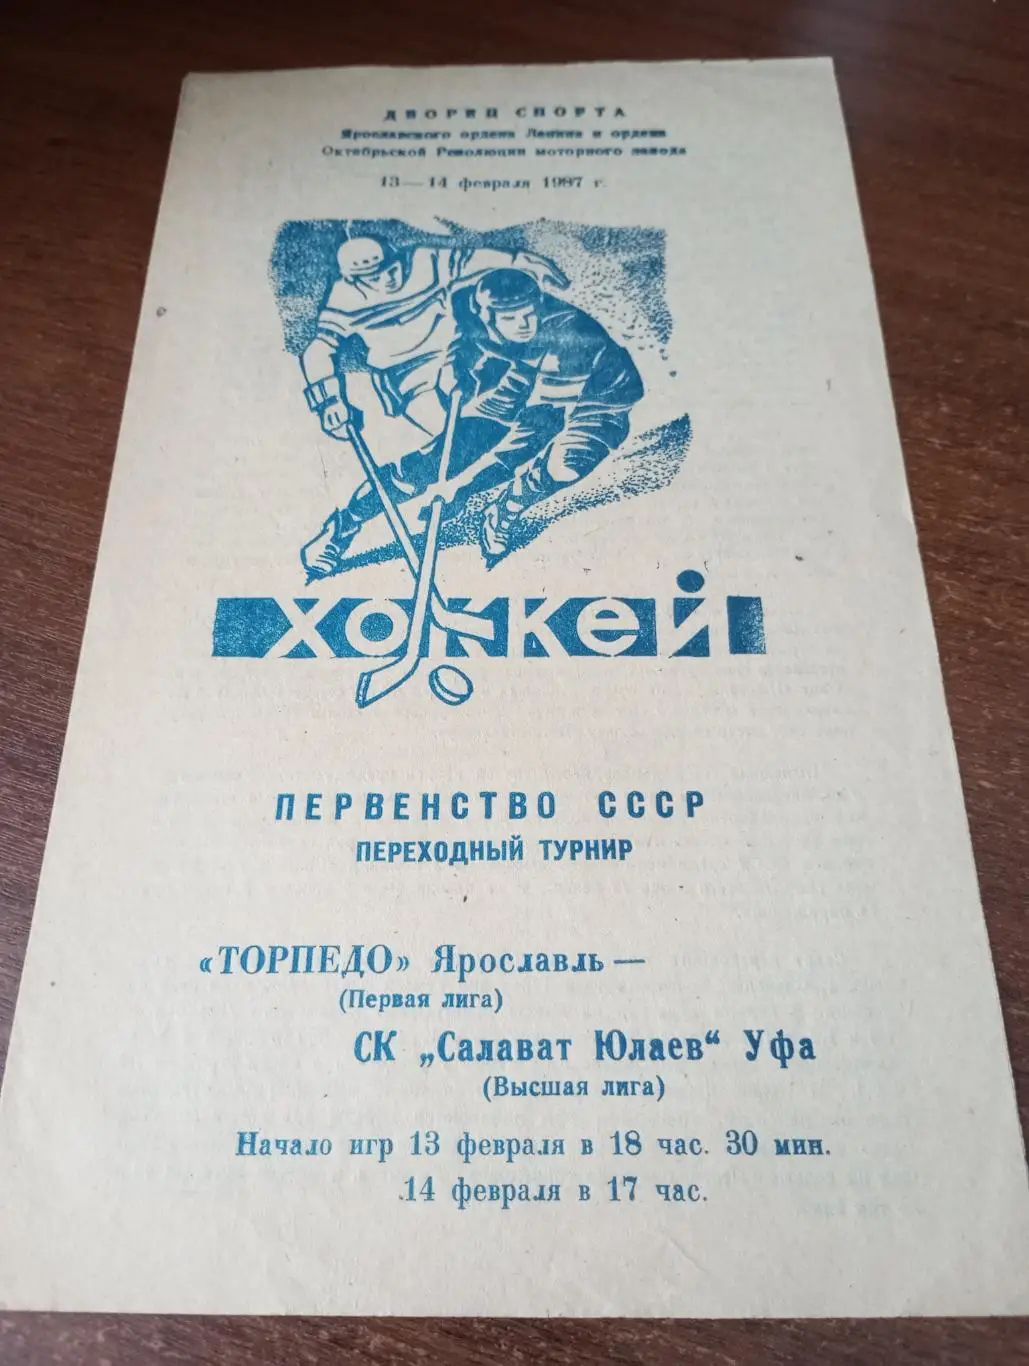 ДВОРЕЦ СПОРТА
Ярославского ордена Ленина и ордена
Октябрьской Революции моторного завода
13—14 февраля 1987 г.
ХОККЕЙ
ПЕРВЕНСТВО СССР
ПЕРЕХОДНЫЙ ТУРНИР
«ТОРПЕДО» Ярославль —
(Первая лига)
СК „Салават Юлаев“ Уфа
(Высшая лига)
Начало игр 13 февраля в 18 час. 30 мин.
14 февраля в 17 час.